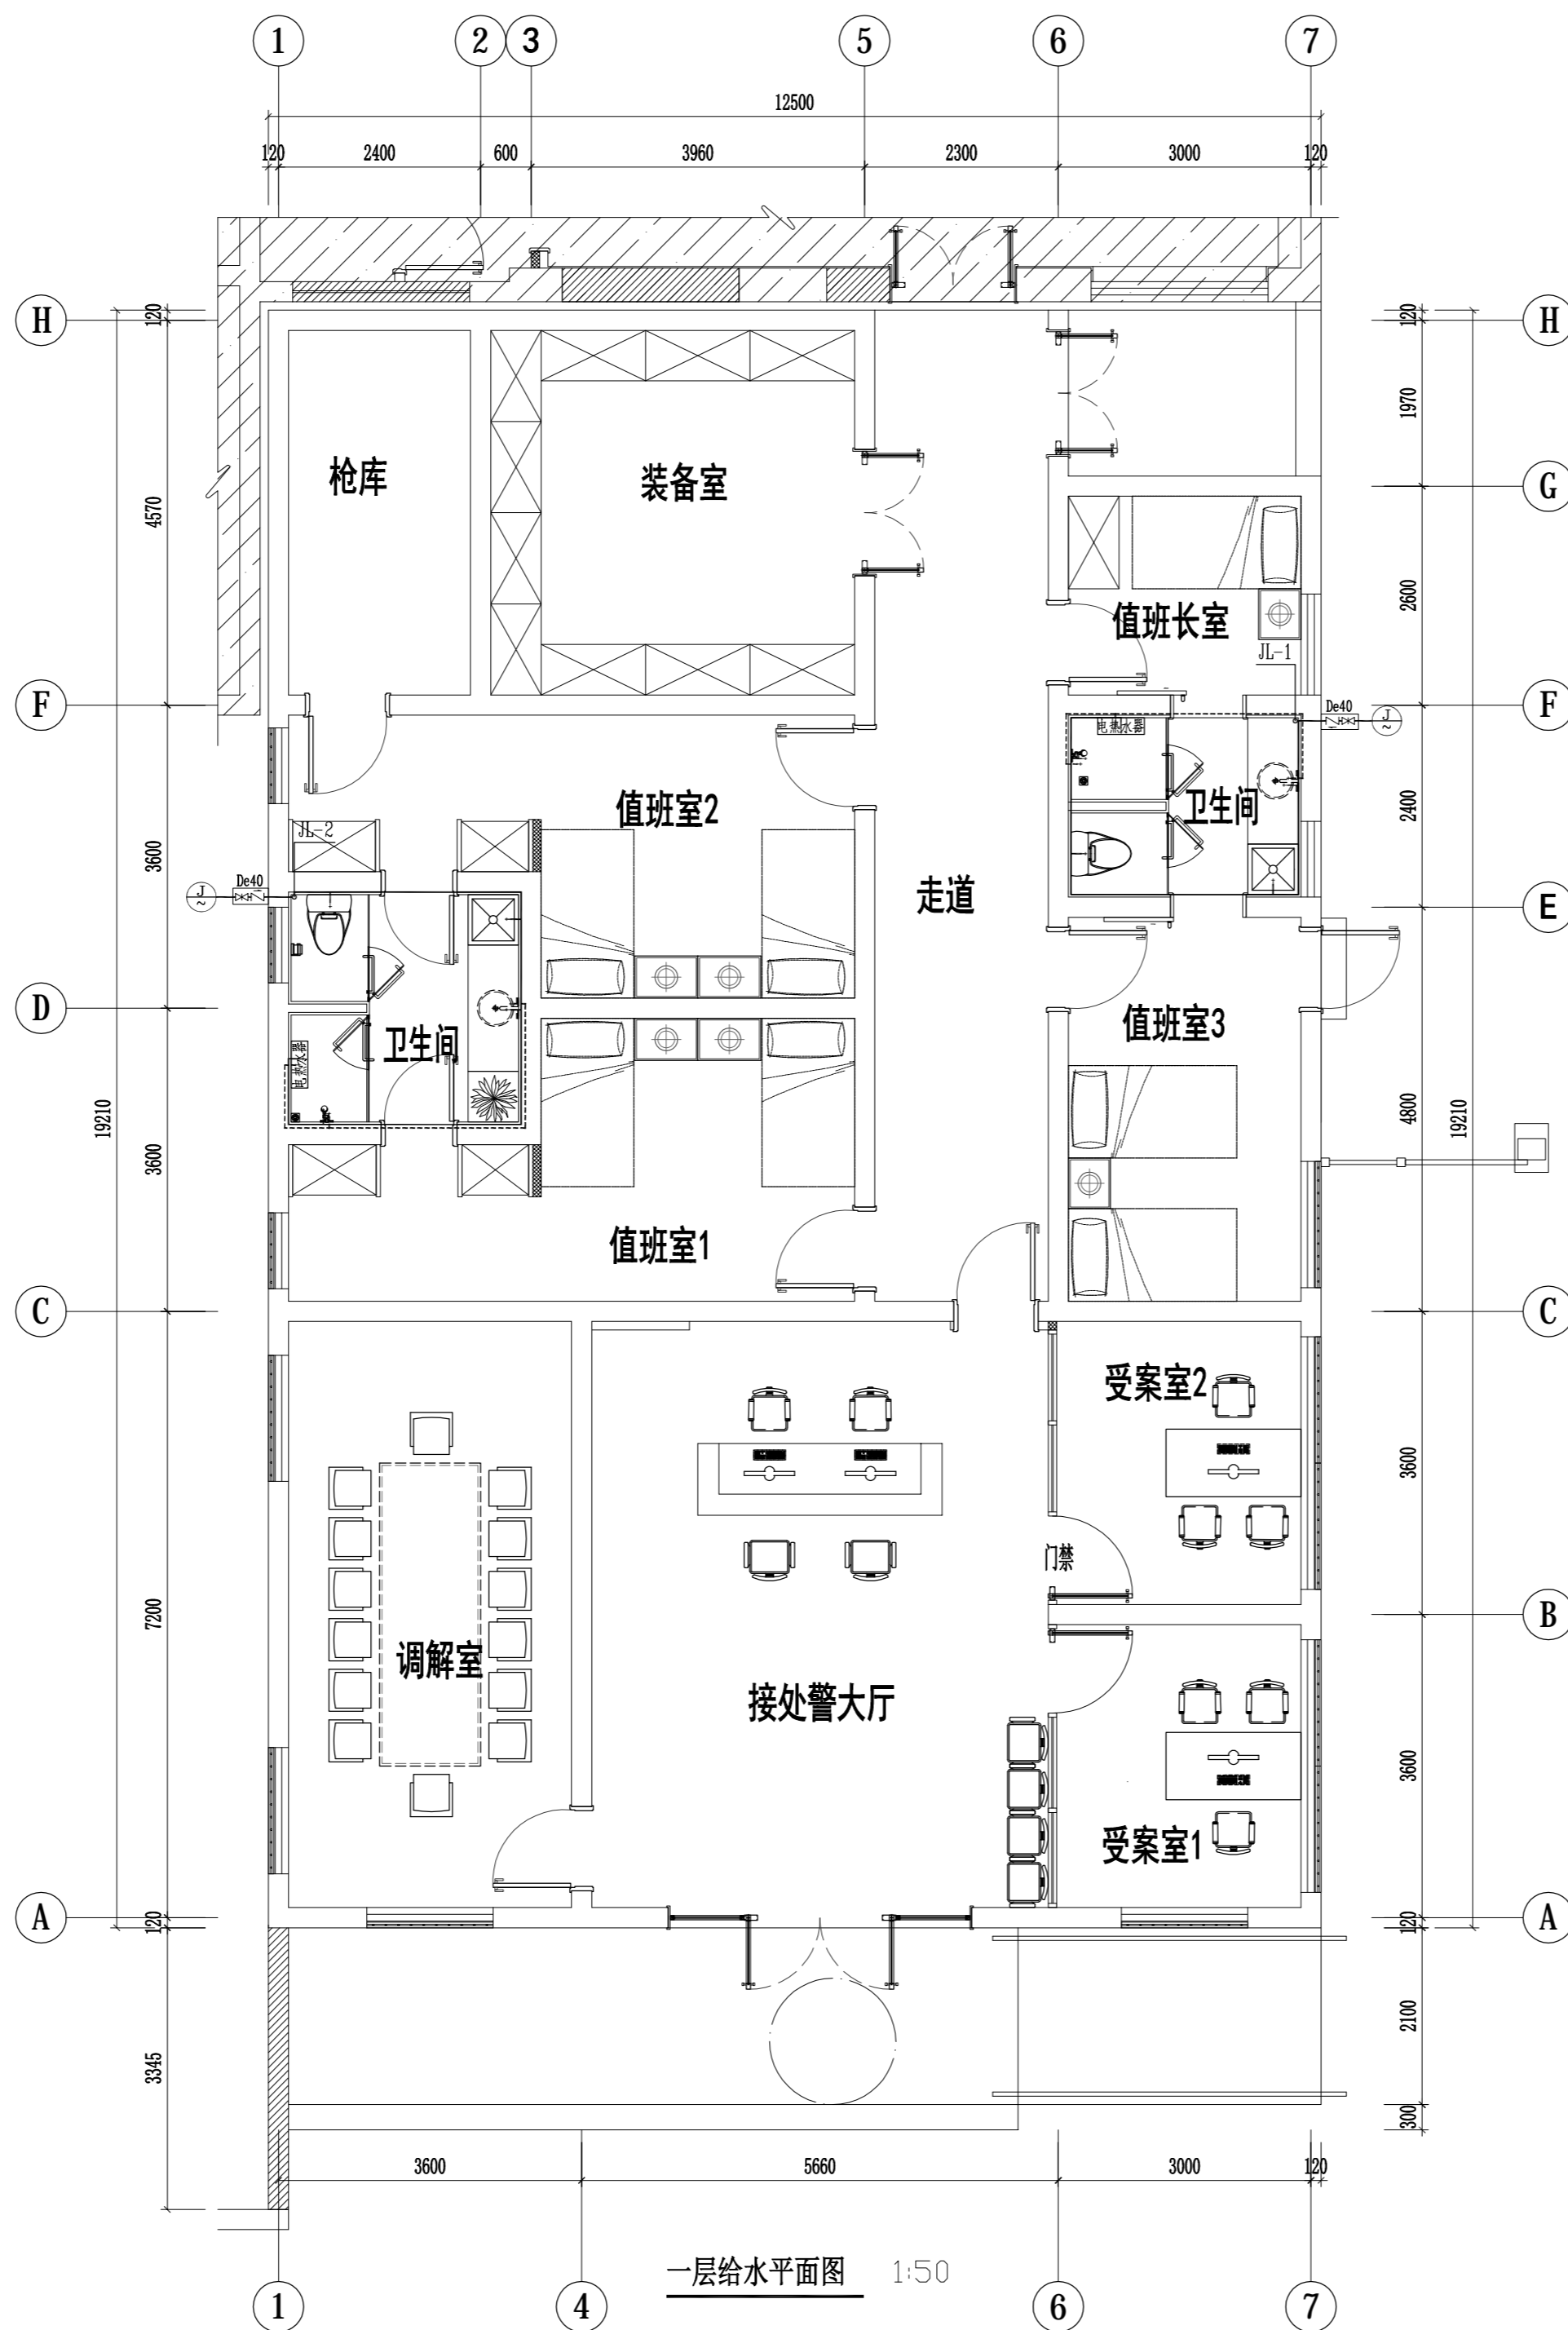 1 2 3 5 6 7
12500
120 2400 600 3960 2300 3000 120
H
120
120
H
1970
枪库
装备室
4570
G
2600
值班长室
JL-1
F
F
De40
J
~
电热水器
卫生间
2400
值班室2
3600
JL-2
De40
J
~
走道
E
D
卫生间
电热水器
值班室3
19210
4800
19210
3600
值班室1
C
C
受案室2
3600
门禁
B
7200
调解室
接处警大厅
3600
受案室1
A
120
120
A
2100
3345
300
3600 5660 3000 120
一层给水平面图 1:50
1 4 6 7